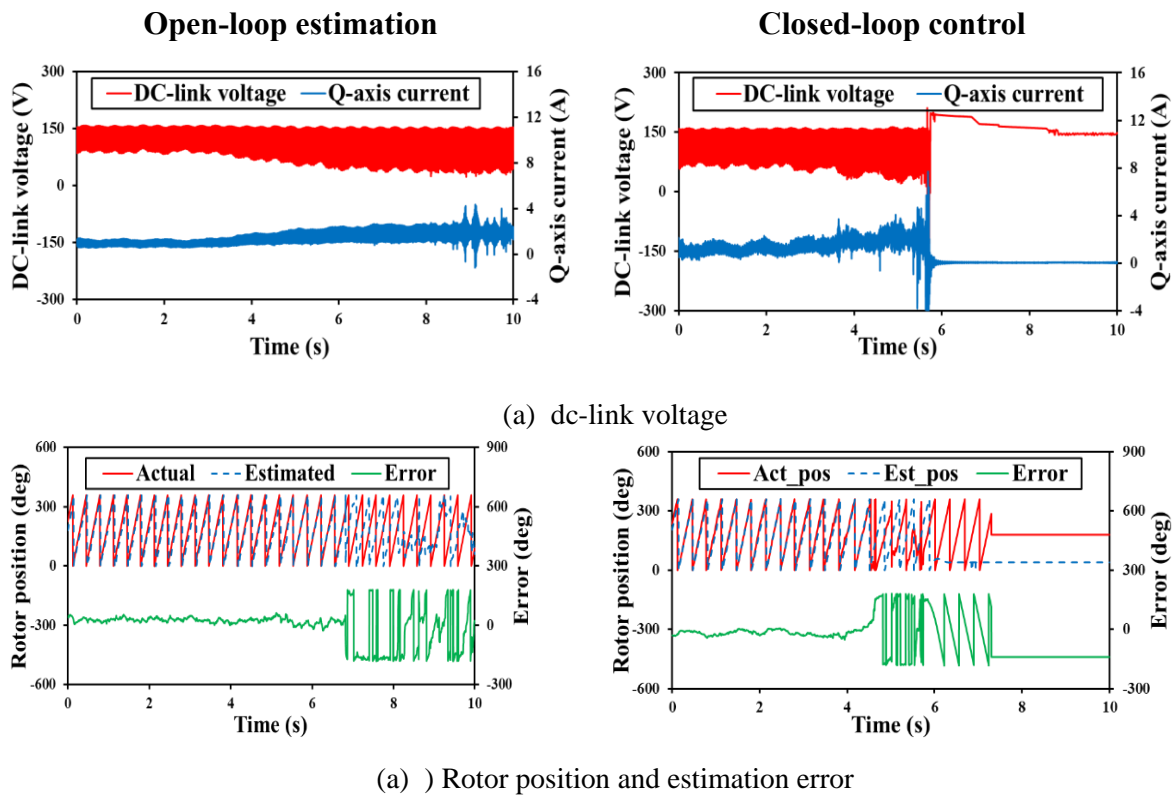 Open-loop estimation Closed-loop control
300 16 300 16
DC-link voltage Q-axis current DC-link voltage Q-axis current
150 12 150 12
0 8 0 8
-150 4 -150 4
0 0
-300 -4 -300 -4
DC-link voltage (V) Q-axis current (A) DC-link voltage (V) Q-axis current (A)
0 2 4 6 8 10 0 2 4 6 8 10
Time (s) Time (s)
(a) dc-link voltage
600 900 600 900
Actual Estimated Error Act_pos Est_pos Error
300 600 300 600
0 300 0 300
-300 0 -300 0
-600 -300 -600 -300
Rotor position (deg) Error (deg) Rotor position (deg) Error (deg)
0 2 4 6 8 10 0 2 4 6 8 10
Time (s) Time (s)
(a) ) Rotor position and estimation error